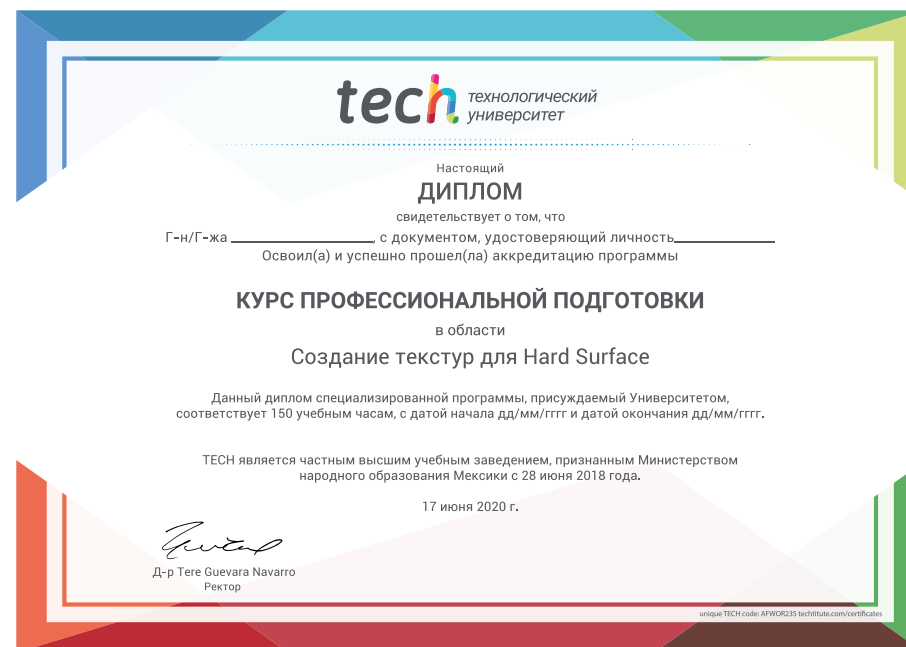 tech технологический
университет
Настоящий
ДИПЛОМ
свидетельствует о том, что
Г-н/Г-жа , с документом, удостоверяющий личность
Освоил(а) и успешно прошел(ла) аккредитацию программы
КУРС ПРОФЕССИОНАЛЬНОЙ ПОДГОТОВКИ
в области
Создание текстур для Hard Surface
Данный диплом специализированной программы, присуждаемый Университетом,
соответствует 150 учебным часам, с датой начала дд/мм/гггг и датой окончания дд/мм/гггг.
TECH является частным высшим учебным заведением, признанным Министерством
народного образования Мексики с 28 июня 2018 года.
17 июня 2020 г.
Д-р Tere Guevara Navarro
Ректор
unique TECH code: AFWOR23S techtitute.com/certificates